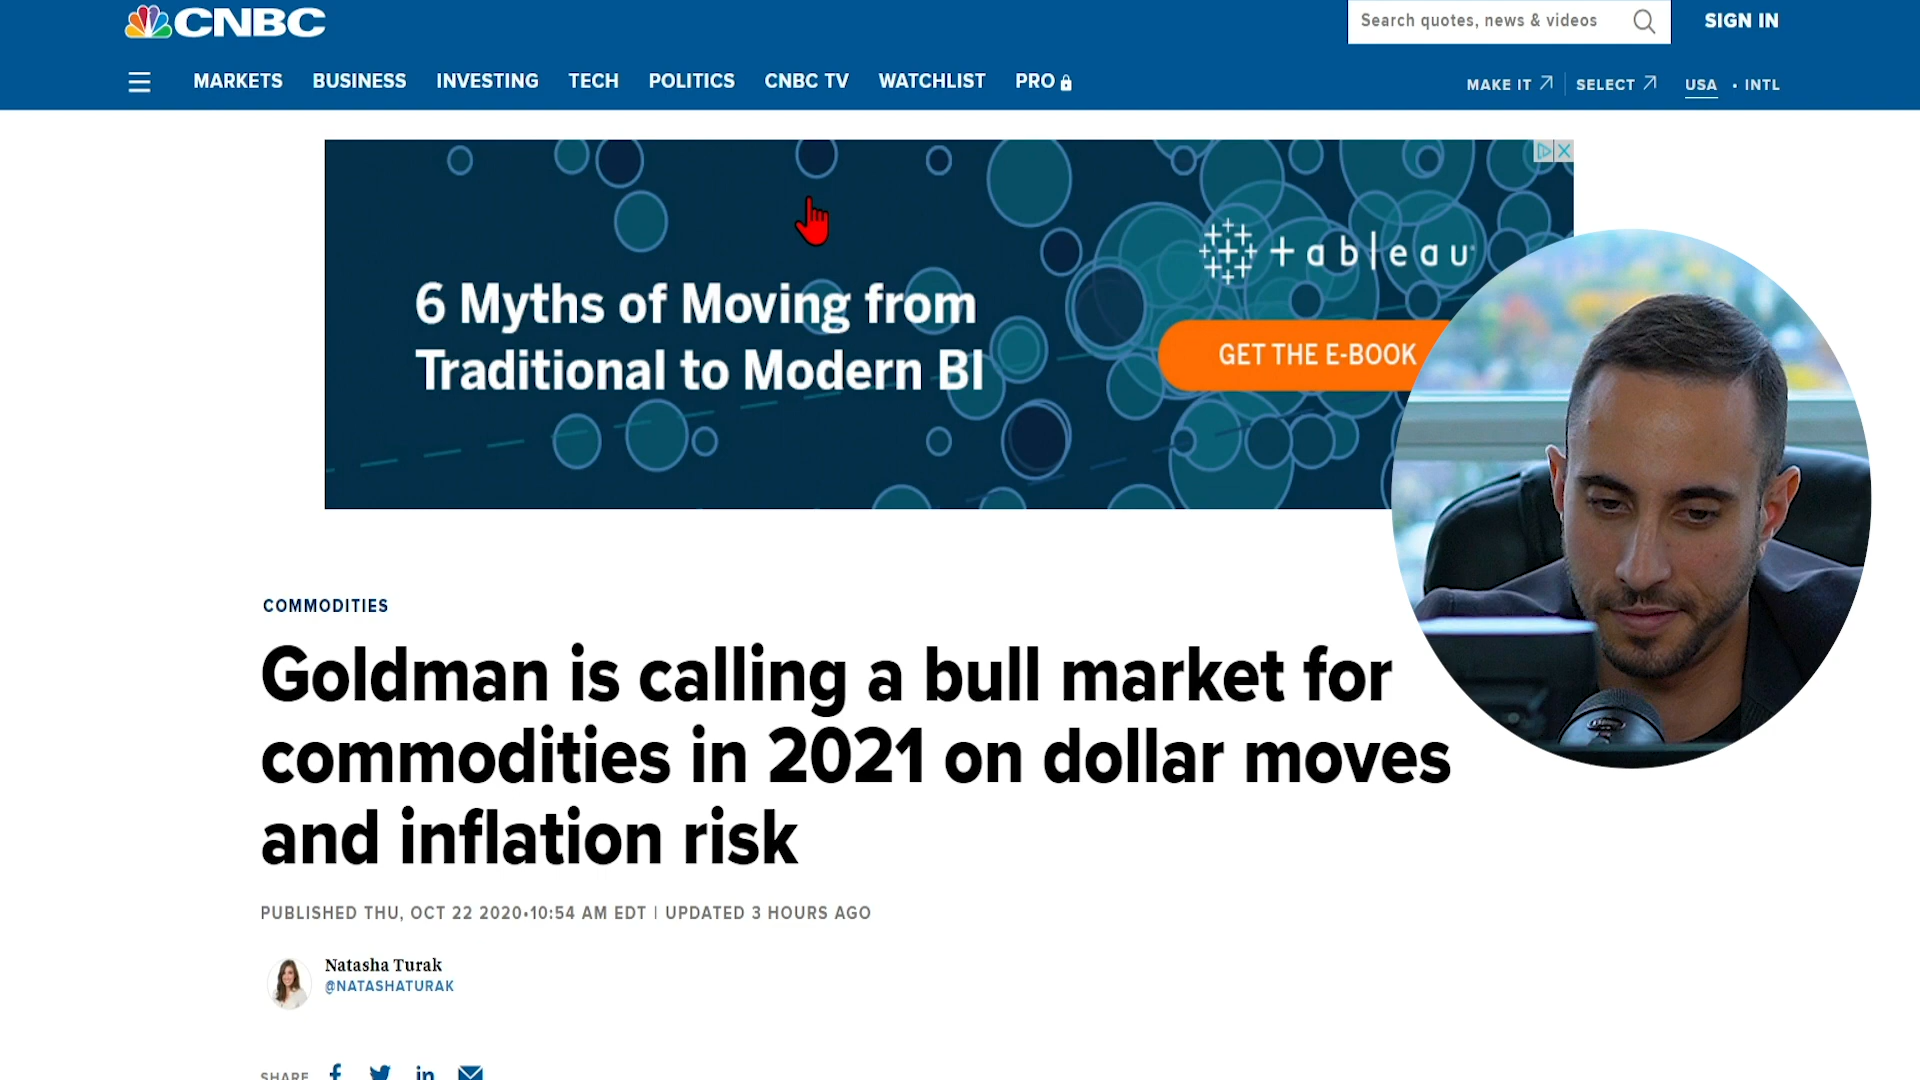 CNBC
Search quotes, news & videos
SIGN IN
MARKETS BUSINESS INVESTING TECH POLITICS CNBC TV WATCHLIST PRO
MAKE IT SELECT USA • INTL
+ableau
6 Myths of Moving from
Traditional to Modern BI
GET THE E-BOOK
COMMODITIES
Goldman is calling a bull market for
commodities in 2021 on dollar moves
and inflation risk
PUBLISHED THU, OCT 22 2020•10:54 AM EDT | UPDATED 3 HOURS AGO
Natasha Turak
@NATASHATURAK
SHARE